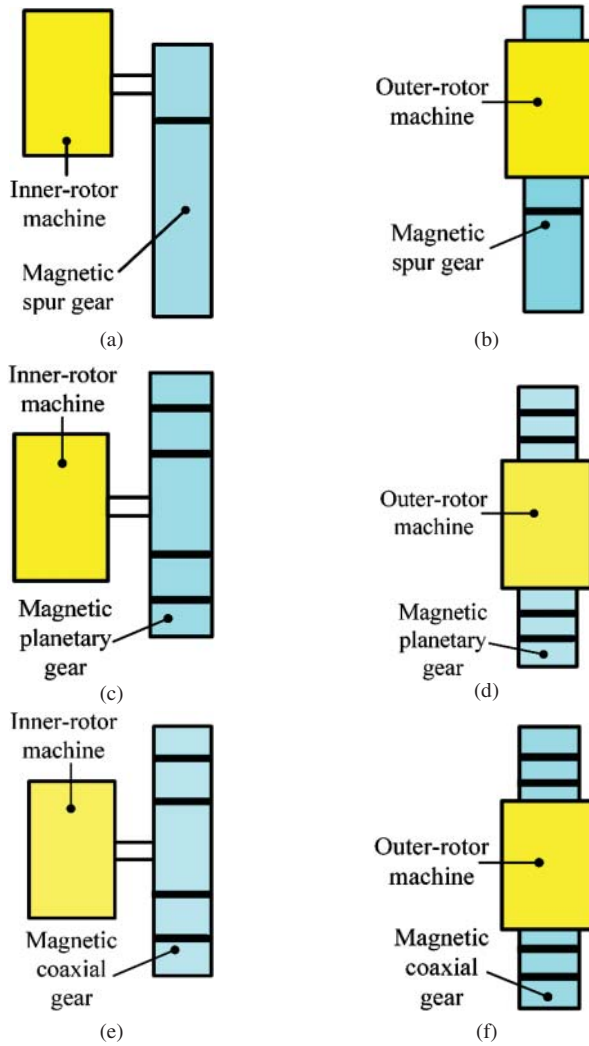 Inner-rotor
machine
Magnetic
spur gear
(a)
Outer-rotor
machine
Magnetic
spur gear
(b)
Inner-rotor
machine
Magnetic
planetary
gear
(c)
Outer-rotor
machine
Magnetic
planetary
gear
(d)
Inner-rotor
machine
Magnetic
coaxial
gear
(e)
Outer-rotor
machine
Magnetic
coaxial
gear
(f)